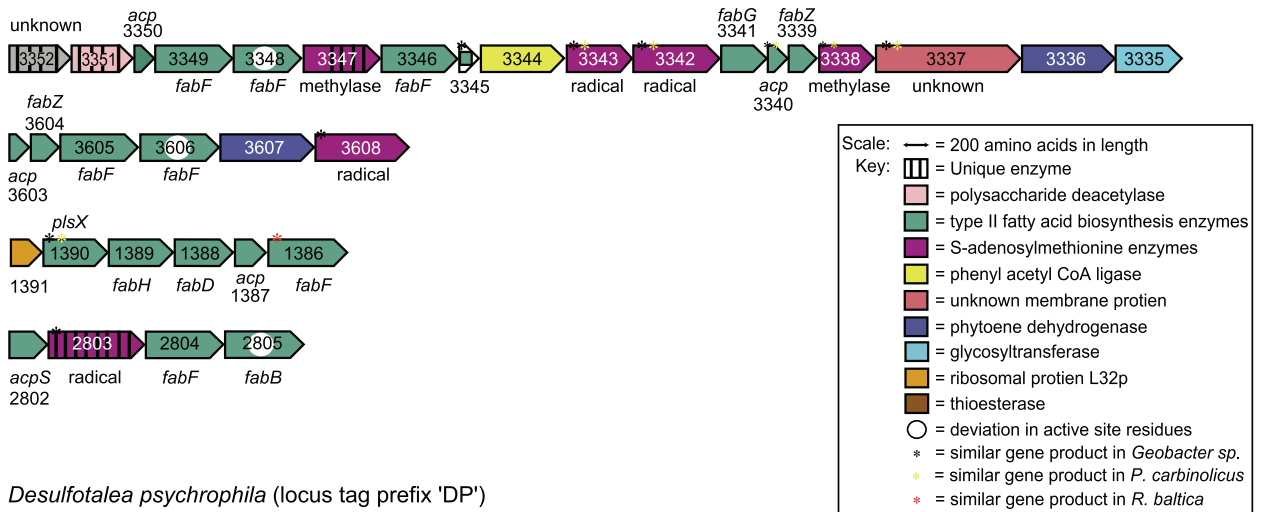 unknown
acp
3350
fabG
3341
fabZ
3339
3352 3351 3349 3348 3347 3346 3344 3343 3342 3338 3337 3336 3335
fabF fabF methylase fabF 3345 radical radical acp 3340 methylase unknown
fabZ
3604
3605 3606 3607 3608
acp
3603
fabF fabF radical
plsX
1390 1389 1388 1386
1391 fabH fabD acp 1387 fabF
2803 2804 2805
acpS
2802
radical fabF fabB
Desulfotalea psychrophila (locus tag prefix 'DP')
Scale: = 200 amino acids in length
Key: = Unique enzyme
= polysaccharide deacetylase
= type II fatty acid biosynthesis enzymes
= S-adenosylmethionine enzymes
= phenyl acetyl CoA ligase
= unknown membrane protien
= phytoene dehydrogenase
= glycosyltransferase
= ribosomal protien L32p
= thioesterase
= deviation in active site residues
* = similar gene product in Geobacter sp.
* = similar gene product in P. carbinolicus
* = similar gene product in R. baltica